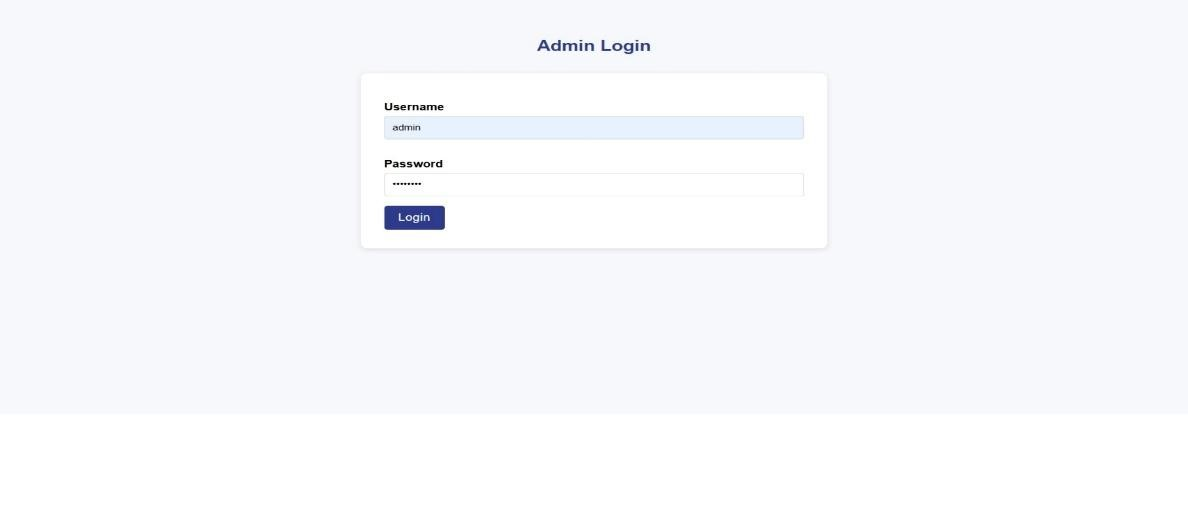 Admin Login
Username
admin
Password
••••••••
Login